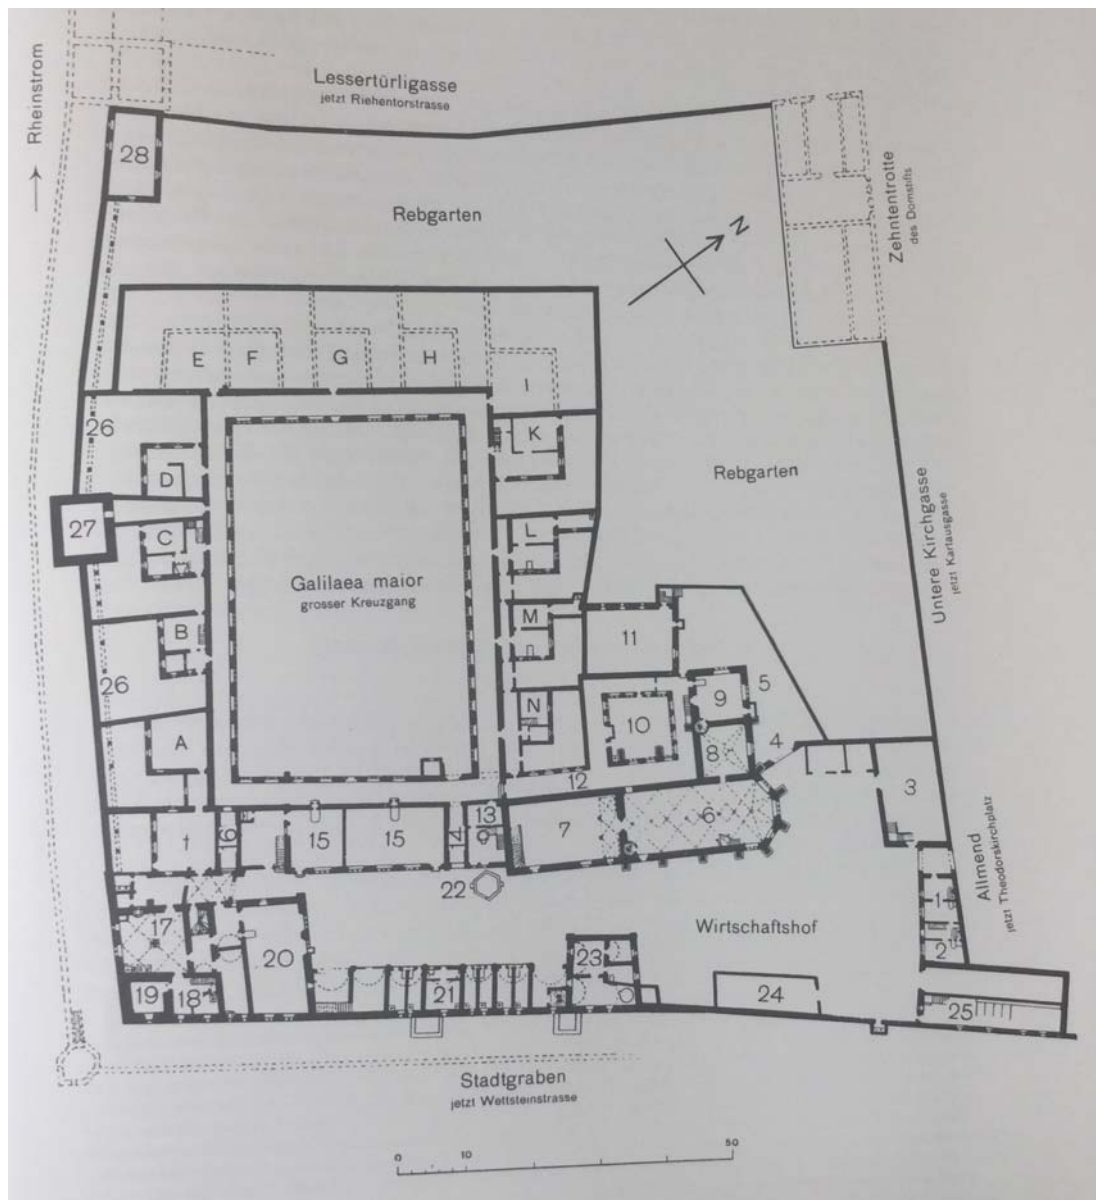 Lessertürligasse
jetzt Riehentorstrasse
Rheinstrom
28
Rebgarten
N
Zehntentrotte
des Domstifts
E
F
G
H
I
26
K
D
Rebgarten
27
C
L
Galilaea maior
grosser Kreuzgang
Untere Kirchgasse
jetzt Kartausgasse
B
M
11
26
5
9
N
10
A
4
8
12
3
13
6
1
16
15
15
14
7
Allmend
jetzt Theodorskirchplatz
22
1
17
Wirtschaftshof
2
20
23
19
18
21
24
25
Stadtgraben
jetzt Wettsteinstrasse
0
10
50